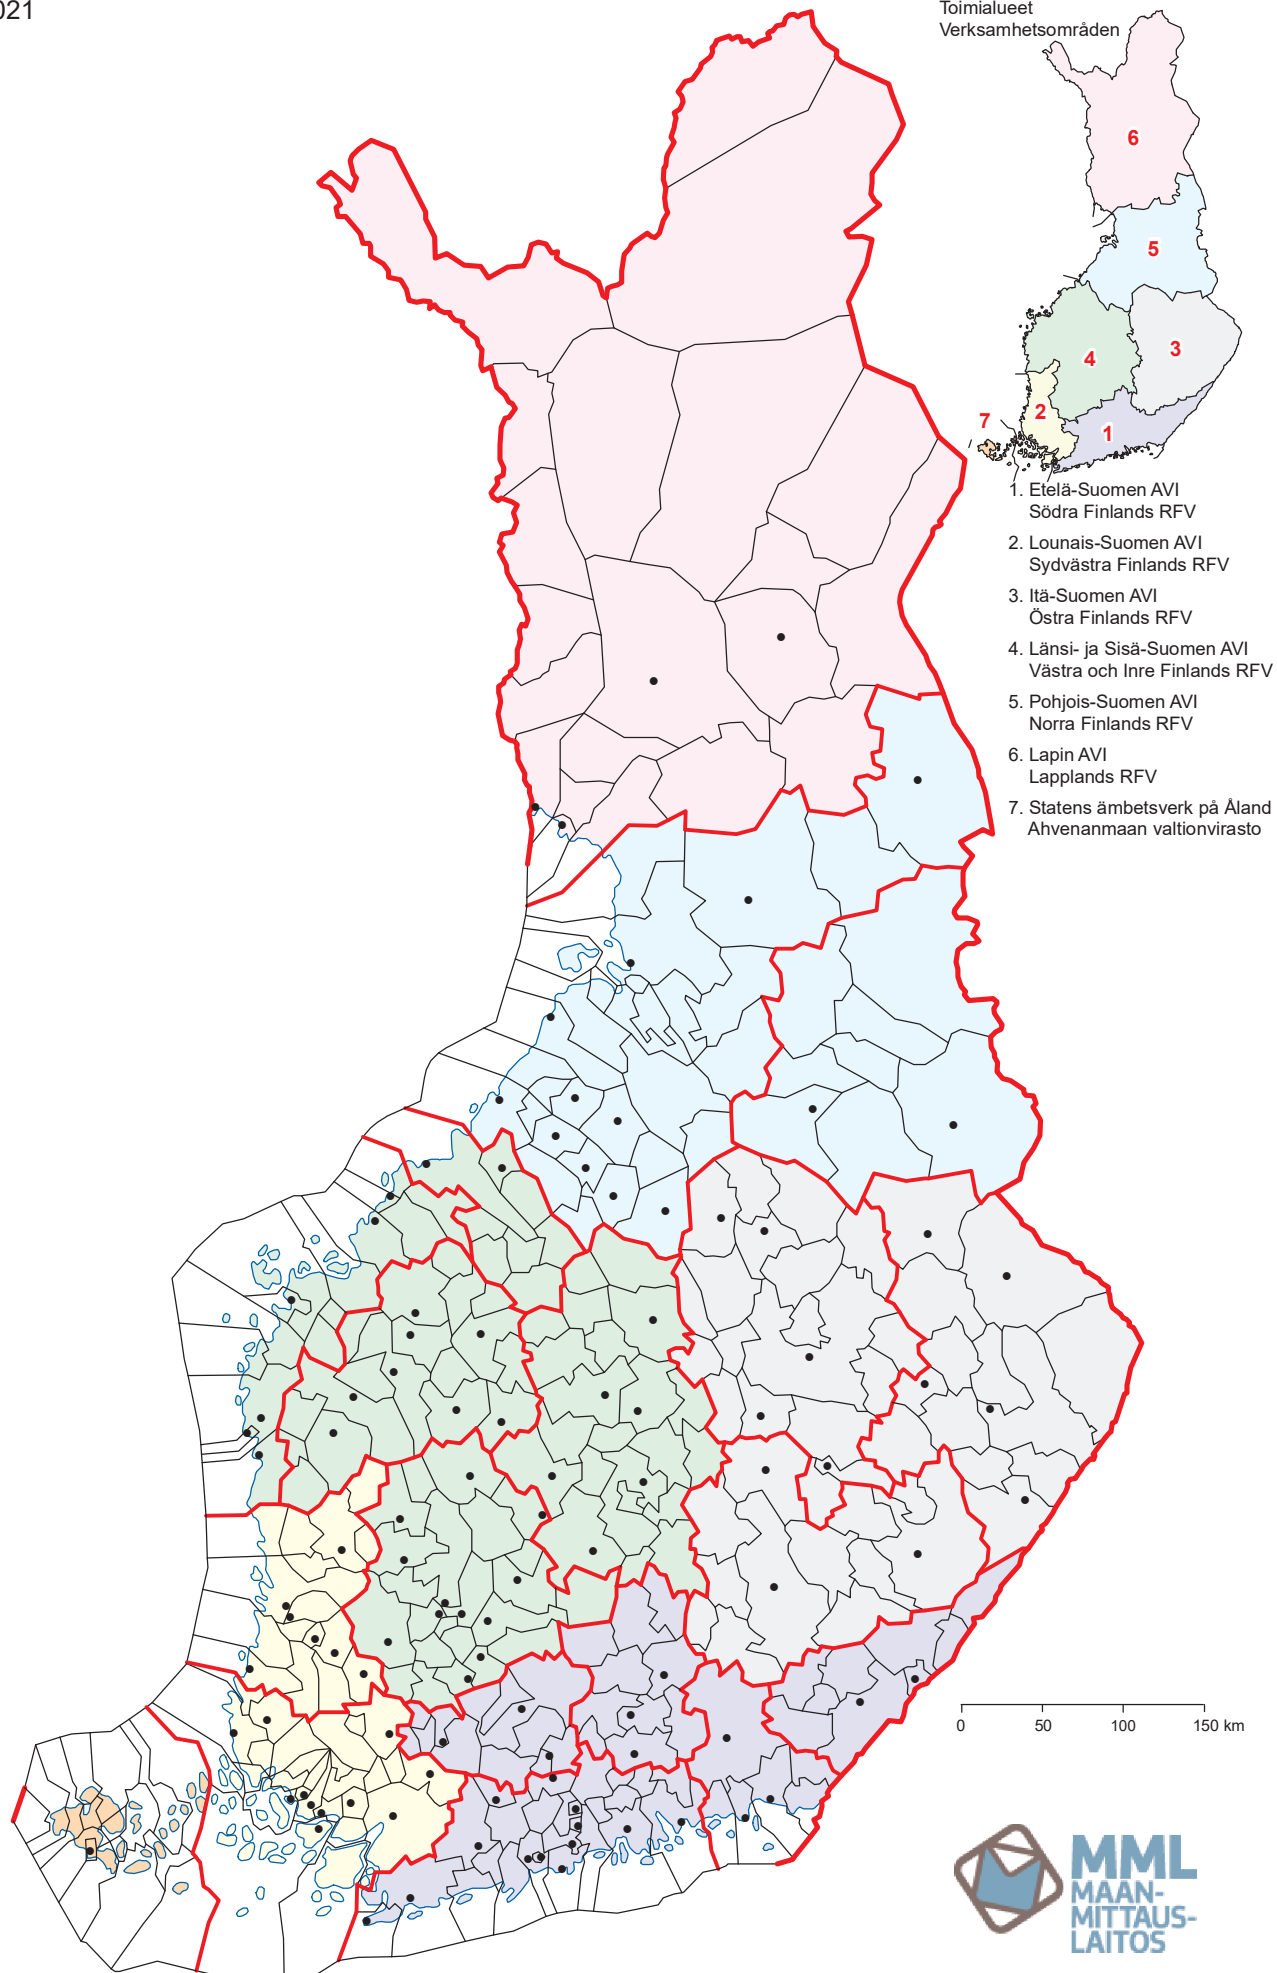 Toimialueet
Verksamhetsområden
6
5
4
3
2
7
1
1. Etelä-Suomen AVI
Södra Finlands RFV
2. Lounais-Suomen AVI
Sydvästra Finlands RFV
3. Itä-Suomen AVI
Östra Finlands RFV
4. Länsi- ja Sisä-Suomen AVI
Västra och Inre Finlands RFV
5. Pohjois-Suomen AVI
Norra Finlands RFV
6. Lapin AVI
Lapplands RFV
7. Statens ämbetsverk på Åland
Ahvenanmaan valtionvirasto
0 50 100 150 km
MML
MAAN-
MITTAUS-
LAITOS